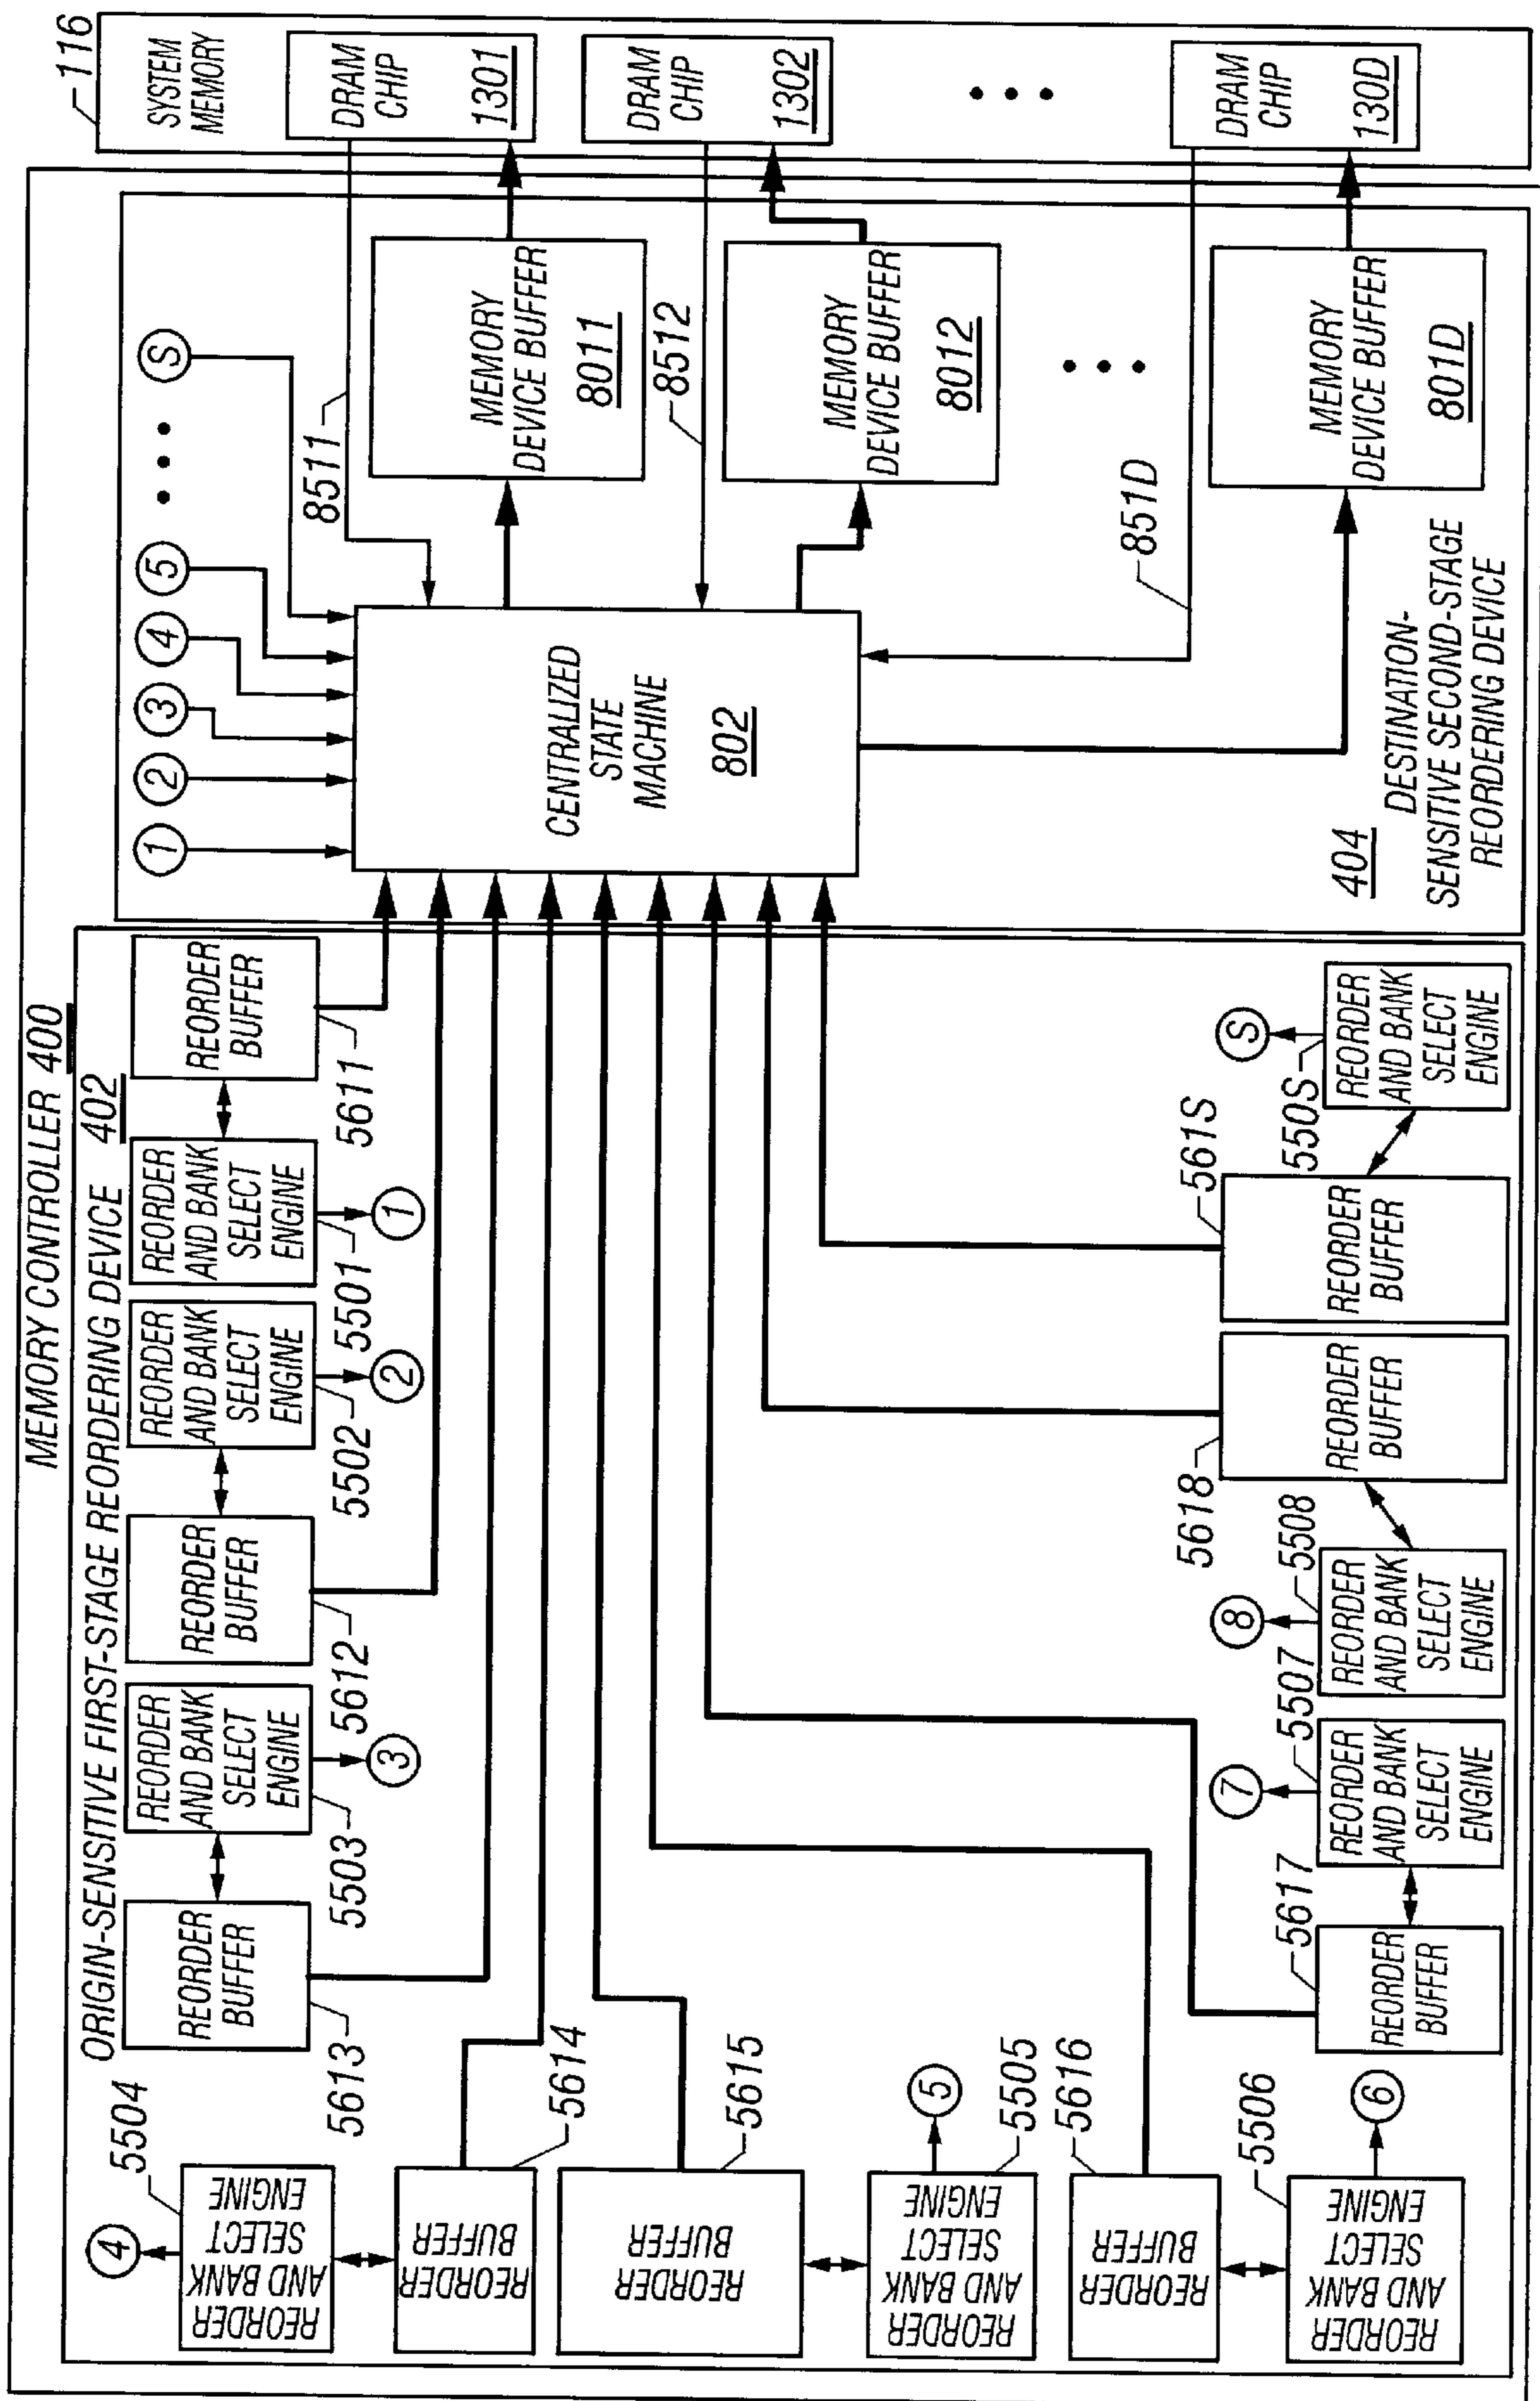 MEMORY CONTROLLER 400
ORIGIN-SENSITIVE FIRST-STAGE REORDERING DEVICE 402
5504
4
REORDER
AND BANK
SELECT
ENGINE
REORDER
BUFFER
5614
REORDER
BUFFER
5615
5
REORDER
AND BANK
SELECT
ENGINE
5505
REORDER
BUFFER
5616
5506
REORDER
AND BANK
SELECT
ENGINE
6
REORDER
BUFFER
5613
REORDER
AND BANK
SELECT
ENGINE
5503
3
REORDER
BUFFER
5612
REORDER
AND BANK
SELECT
ENGINE
5502
2
REORDER
AND BANK
SELECT
ENGINE
5501
1
REORDER
BUFFER
5611
5617
REORDER
BUFFER
7
5507
REORDER
AND BANK
SELECT
ENGINE
8
5508
REORDER
AND BANK
SELECT
ENGINE
5618
REORDER
BUFFER
561S
REORDER
BUFFER
S
550S
REORDER
AND BANK
SELECT
ENGINE
1
2
3
4
5
S
CENTRALIZED
STATE
MACHINE
802
8511
MEMORY
DEVICE BUFFER
8011
8512
MEMORY
DEVICE BUFFER
8012
851D
MEMORY
DEVICE BUFFER
801D
404
DESTINATION-
SENSITIVE SECOND-STAGE
REORDERING DEVICE
116
SYSTEM
MEMORY
DRAM
CHIP
1301
DRAM
CHIP
1302
DRAM
CHIP
130D